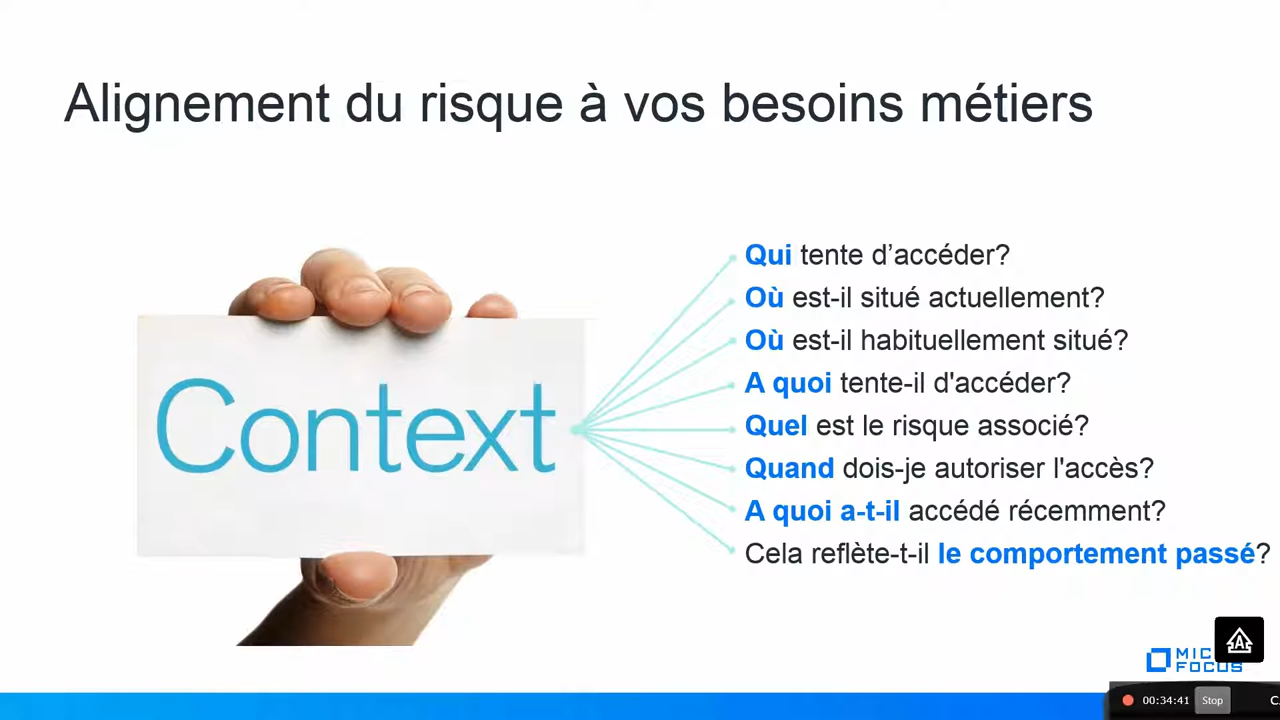 Alignement du risque à vos besoins métiers
Context
Qui tente d’accéder?
Où est-il situé actuellement?
Où est-il habituellement situé?
A quoi tente-il d'accéder?
Quel est le risque associé?
Quand dois-je autoriser l'accès?
A quoi a-t-il accédé récemment?
Cela reflète-t-il le comportement passé?
A
FOCUS
00:34:41 Stop